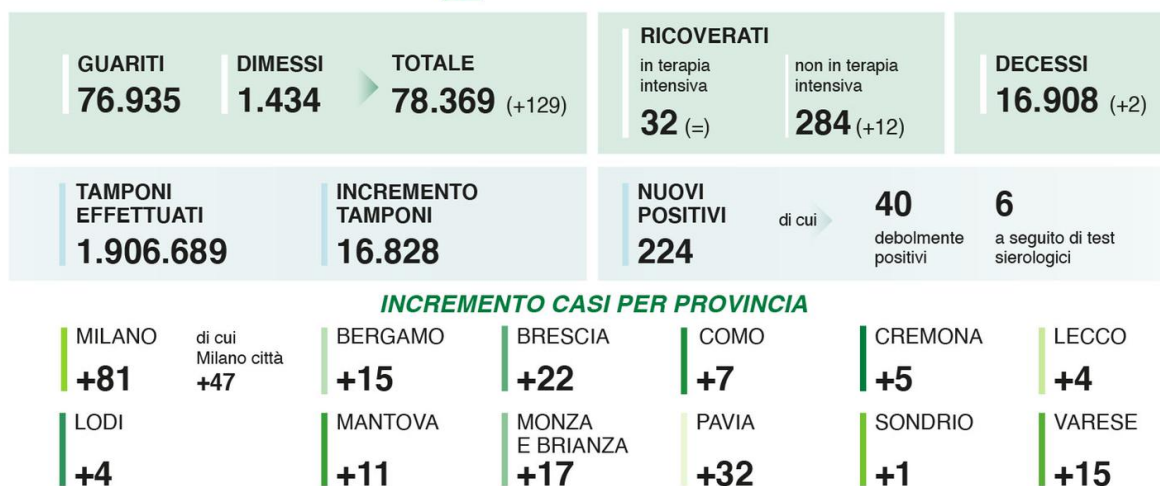 GUARITI
76.935
DIMESSI
1.434
TOTALE
78.369 (+129)
RICOVERATI
in terapia
intensiva
32 (=)
non in terapia
intensiva
284 (+12)
DECESSI
16.908 (+2)
TAMPONI
EFFETTUATI
1.906.689
INCREMENTO
TAMPONI
16.828
NUOVI
POSITIVI
224
di cui
40
debolmente
positivi
6
a seguito di test
sierologici
INCREMENTO CASI PER PROVINCIA
MILANO
+81
di cui
Milano città
+47
BERGAMO
+15
BRESCIA
+22
COMO
+7
CREMONA
+5
LECCO
+4
LODI
+4
MANTOVA
+11
MONZA
E BRIANZA
+17
PAVIA
+32
SONDRIO
+1
VARESE
+15